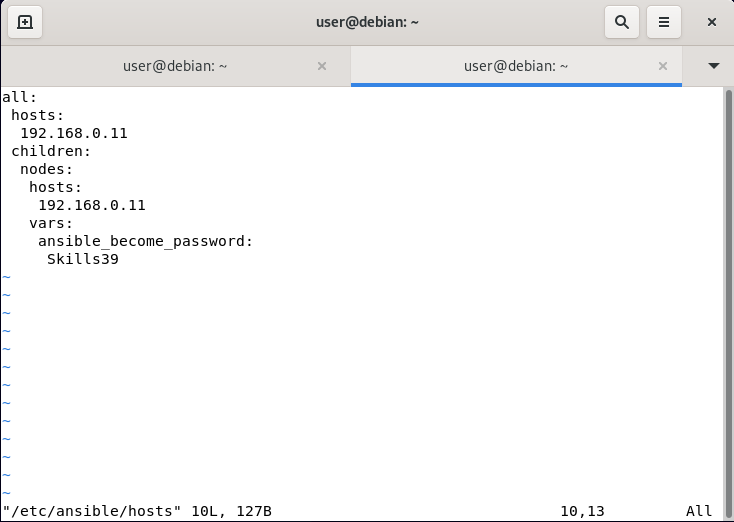 user@debian: ~
user@debian: ~
user@debian: ~
all:
 hosts:
  192.168.0.11
 children:
  nodes:
   hosts:
    192.168.0.11
   vars:
    ansible_become_password:
     Skills39
~
~
~
~
~
~
~
~
~
~
~
~
~
"/etc/ansible/hosts" 10L, 127B 10,13 All